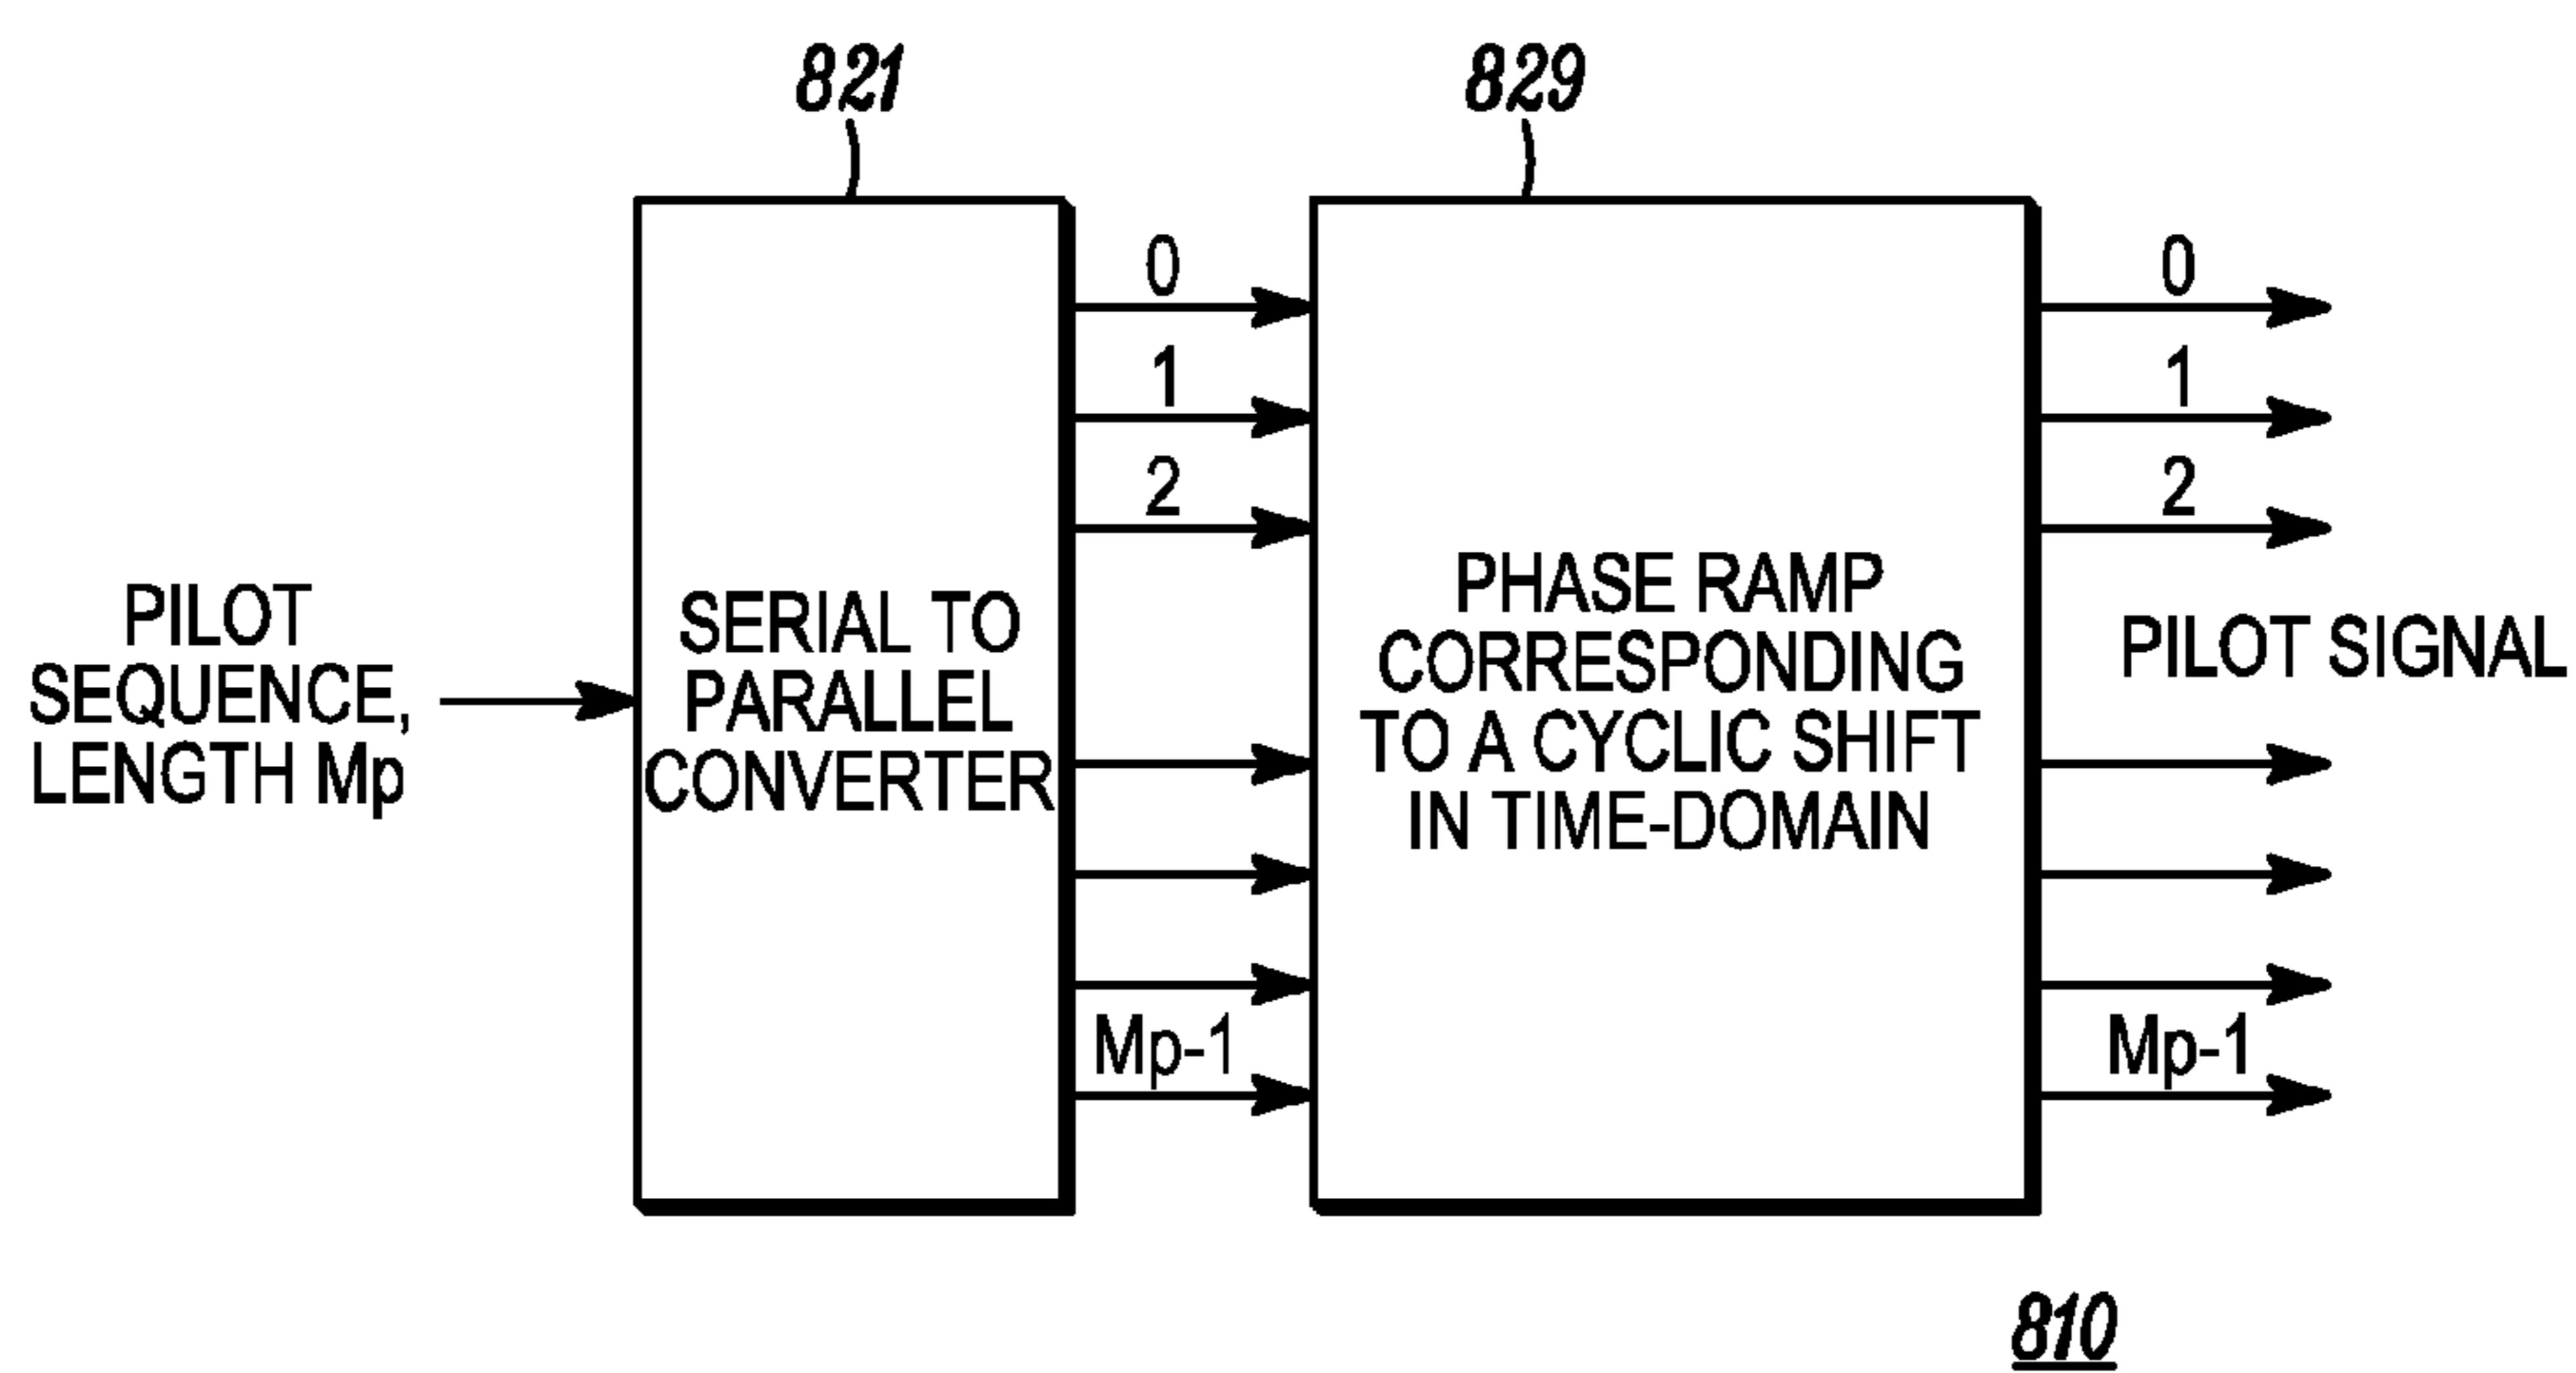 821
829
0
0
1
1
2
2
PILOT
SEQUENCE,
LENGTH Mp
SERIAL TO
PARALLEL
CONVERTER
PHASE RAMP
CORRESPONDING
TO A CYCLIC SHIFT
IN TIME-DOMAIN
PILOT SIGNAL
Mp-1
Mp-1
810